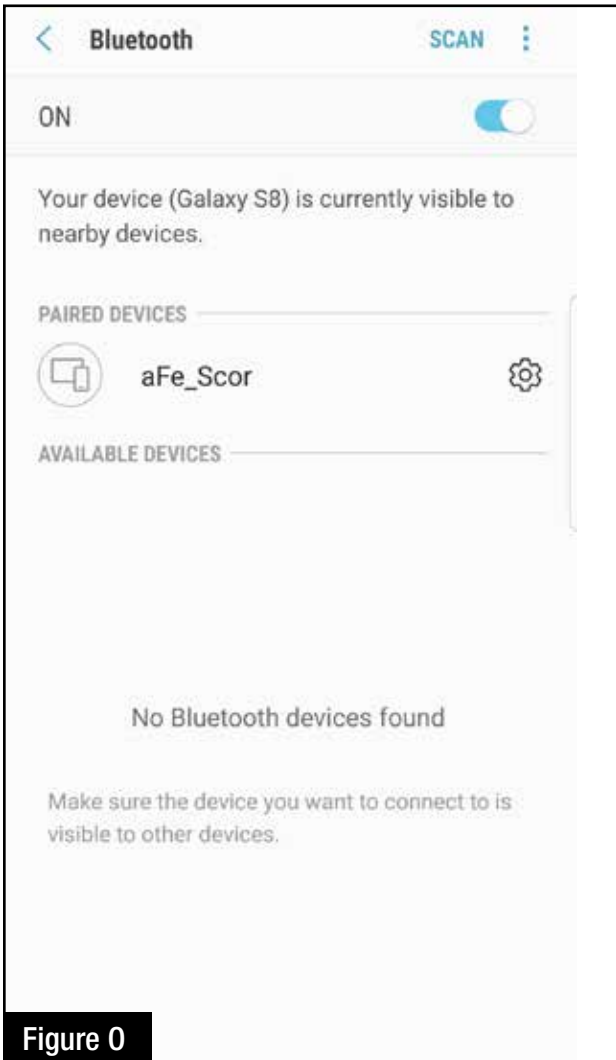 Bluetooth SCAN
ON
Your device (Galaxy S8) is currently visible to
nearby devices.
PAIRED DEVICES
aFe_Scor
AVAILABLE DEVICES
No Bluetooth devices found
Make sure the device you want to connect to is
visible to other devices.
Figure 0